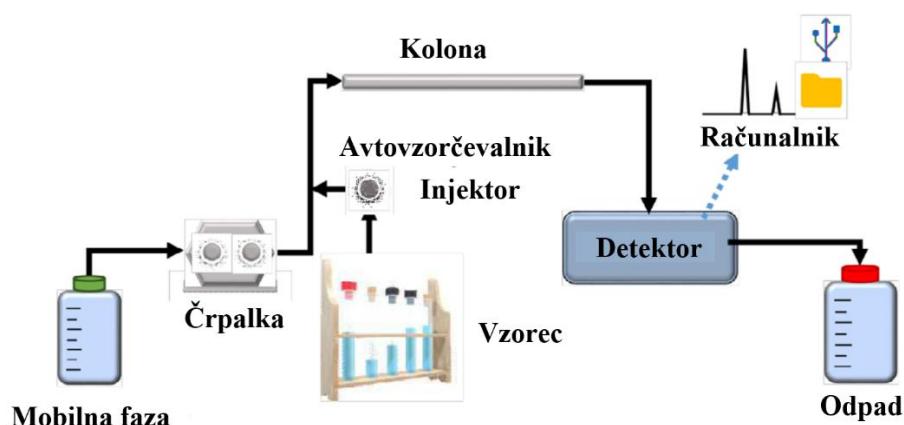 Kolona
Računalnik
Avtovzorčevalnik
Injektor
Detektor
Črpalka
Vzorec
Mobilna faza
Odpad